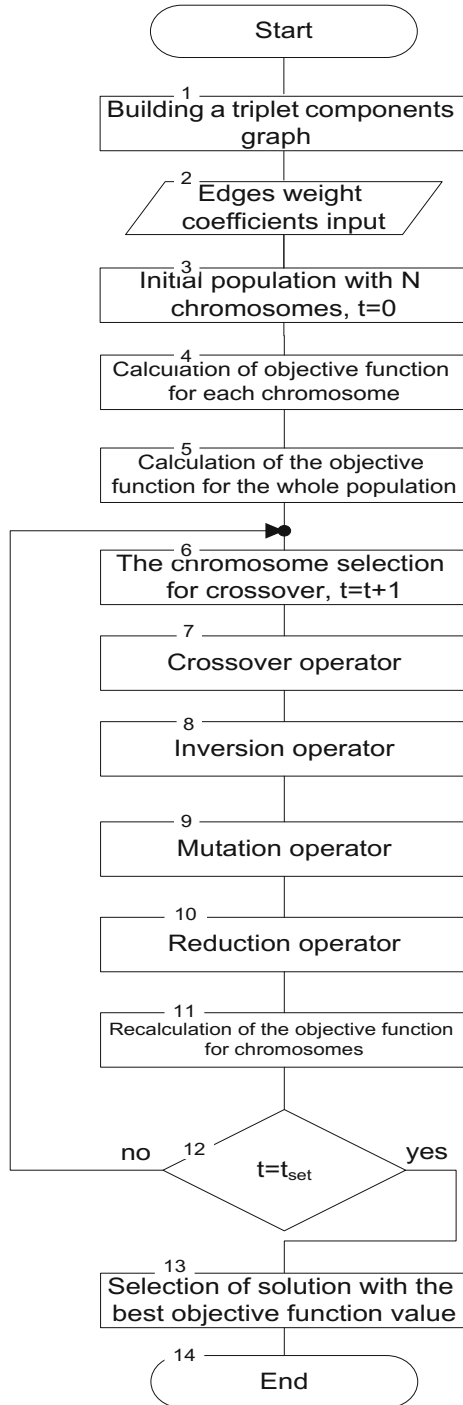 Start
1
Building a triplet components
graph
2
Edges weight
coefficients input
3
Initial population with N
chromosomes, t=0
4
Calculation of objective function
for each chromosome
5
Calculation of the objective
function for the whole population
6
The chromosome selection
for crossover, t=t+1
7
Crossover operator
8
Inversion operator
9
Mutation operator
10
Reduction operator
11
Recalculation of the objective function
for chromosomes
no
12
yes
t=t_set
13
Selection of solution with the
best objective function value
14
End